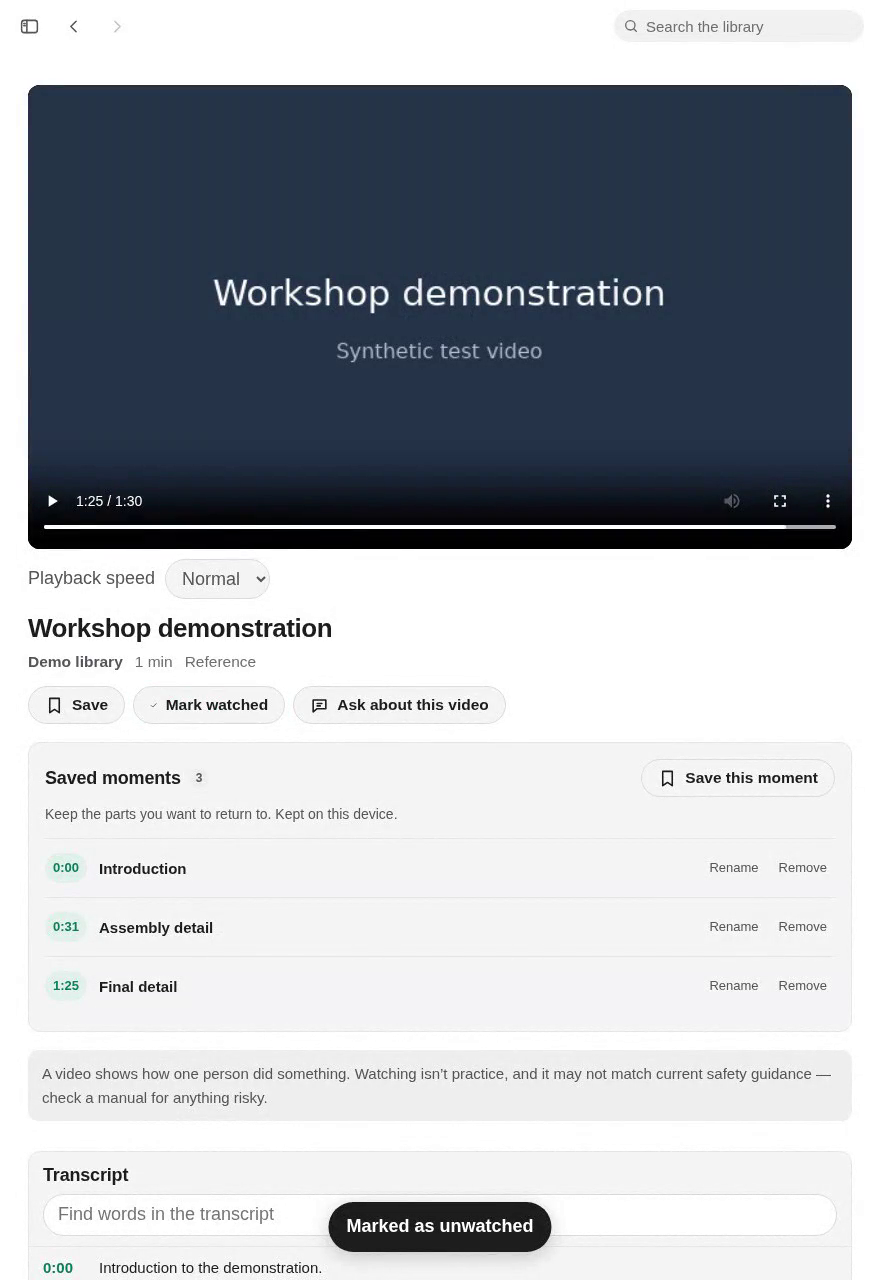 Search the library
Workshop demonstration
Synthetic test video
1:25 / 1:30
Playback speed Normal
Workshop demonstration
Demo library 1 min Reference
Save Mark watched Ask about this video
Saved moments 3 Save this moment
Keep the parts you want to return to. Kept on this device.
0:00 Introduction Rename Remove
0:31 Assembly detail Rename Remove
1:25 Final detail Rename Remove
A video shows how one person did something. Watching isn’t practice, and it may not match current safety guidance —
check a manual for anything risky.
Transcript
Find words in the transcript
Marked as unwatched
0:00 Introduction to the demonstration.